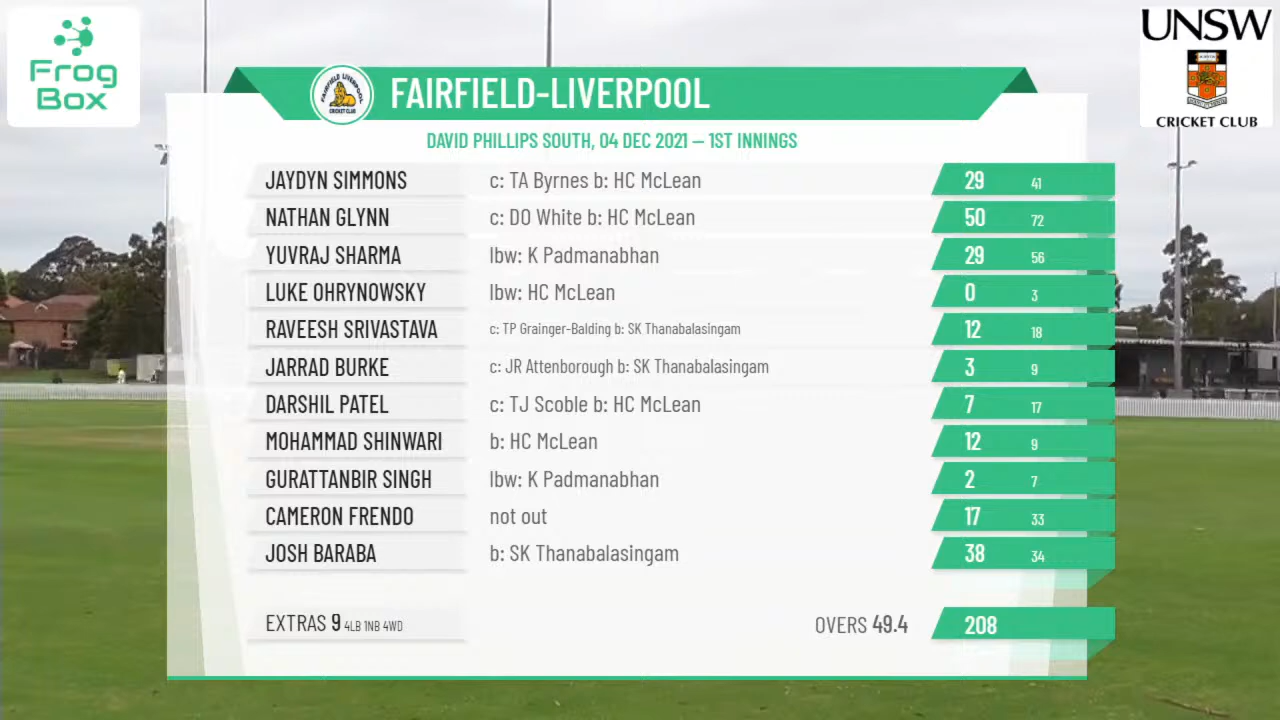 Frog
Box
UNSW
CRICKET CLUB
FAIRFIELD LIVERPOOL
CRICKET CLUB
FAIRFIELD-LIVERPOOL
DAVID PHILLIPS SOUTH, 04 DEC 2021 – 1ST INNINGS
JAYDYN SIMMONS c: TA Byrnes b: HC McLean 29 41
NATHAN GLYNN c: DO White b: HC McLean 50 72
YUVRAJ SHARMA lbw: K Padmanabhan 29 56
LUKE OHRYNOWSKY lbw: HC McLean 0 3
RAVEESH SRIVASTAVA c: TP Grainger-Balding b: SK Thanabalasingam 12 18
JARRAD BURKE c: JR Attenborough b: SK Thanabalasingam 3 9
DARSHIL PATEL c: TJ Scoble b: HC McLean 7 17
MOHAMMAD SHINWARI b: HC McLean 12 9
GURATTANBIR SINGH lbw: K Padmanabhan 2 7
CAMERON FRENDO not out 17 33
JOSH BARABA b: SK Thanabalasingam 38 34
EXTRAS 9 4LB 1NB 4WD OVERS 49.4 208